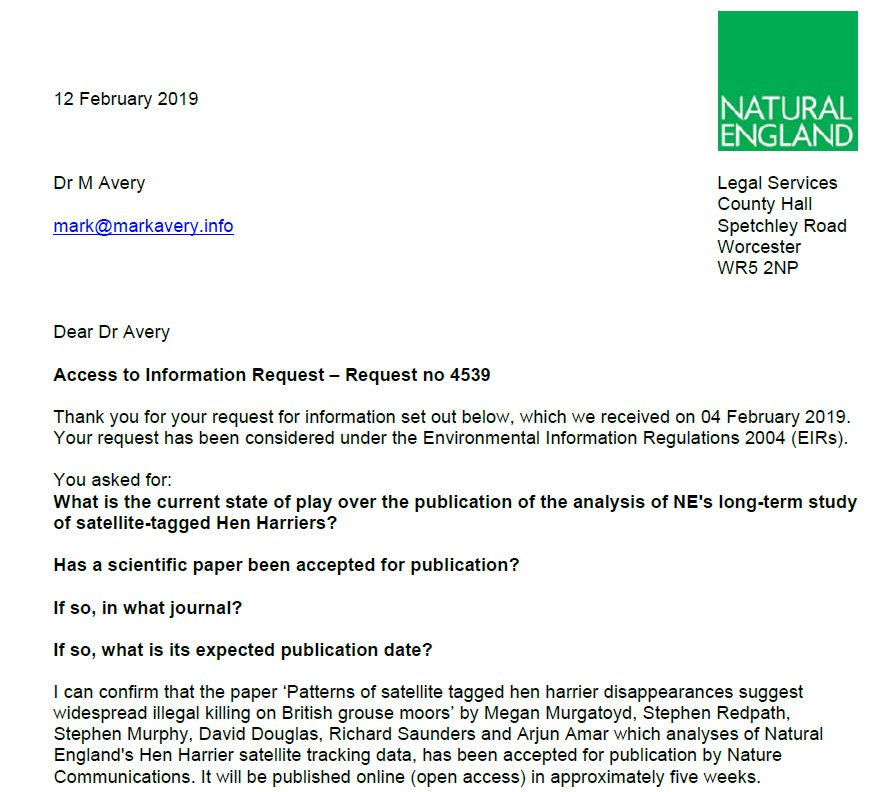 NATURAL
ENGLAND
12 February 2019
Dr M Avery
mark@markavery.info
Legal Services
County Hall
Spetchley Road
Worcester
WR5 2NP
Dear Dr Avery
Access to Information Request – Request no 4539
Thank you for your request for information set out below, which we received on 04 February 2019.
Your request has been considered under the Environmental Information Regulations 2004 (EIRs).
You asked for:
What is the current state of play over the publication of the analysis of NE's long-term study
of satellite-tagged Hen Harriers?
Has a scientific paper been accepted for publication?
If so, in what journal?
If so, what is its expected publication date?
I can confirm that the paper ‘Patterns of satellite tagged hen harrier disappearances suggest
widespread illegal killing on British grouse moors’ by Megan Murgatoyd, Stephen Redpath,
Stephen Murphy, David Douglas, Richard Saunders and Arjun Amar which analyses of Natural
England's Hen Harrier satellite tracking data, has been accepted for publication by Nature
Communications. It will be published online (open access) in approximately five weeks.